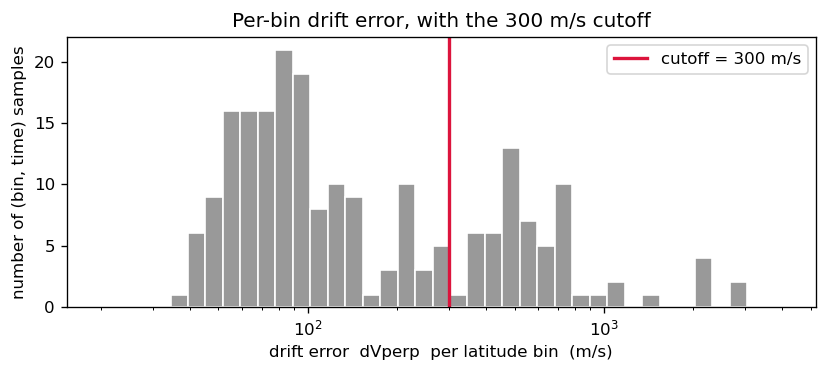 Per-bin drift error, with the 300 m/s cutoff
cutoff = 300 m/s
number of (bin, time) samples
20
15
10
5
0
10²
10³
drift error dVperp per latitude bin (m/s)